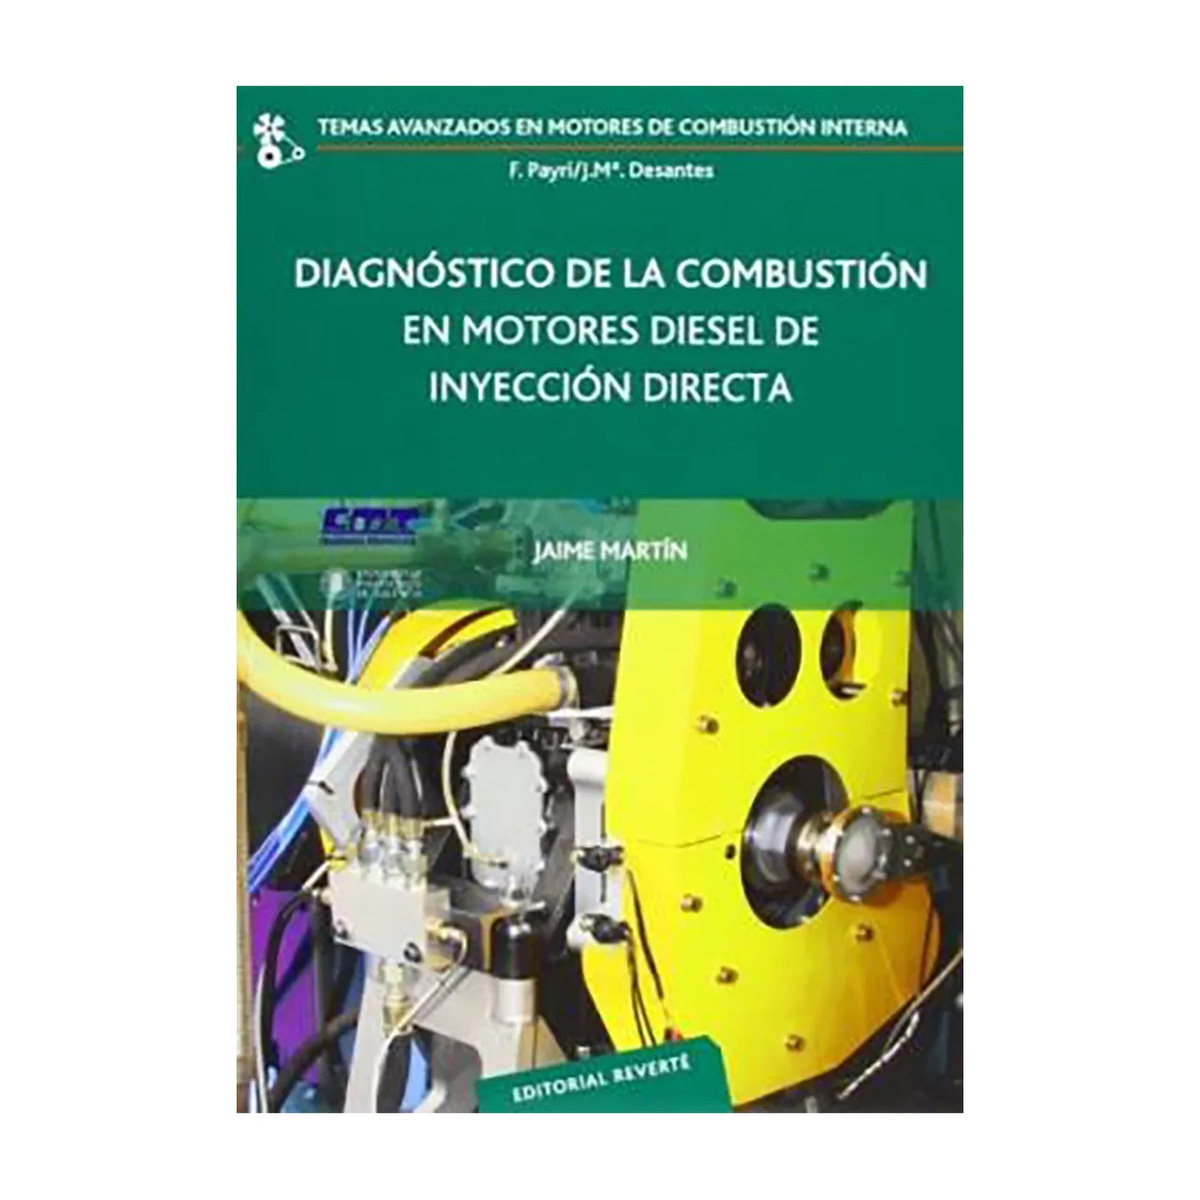 TEMAS AVANZADOS EN MOTORES DE COMBUSTIÓN INTERNA
F. Payri/J.Mª. Desantes
DIAGNÓSTICO DE LA COMBUSTIÓN
EN MOTORES DIESEL DE
INYECCIÓN DIRECTA
CMT
JAIME MARTÍN
EDITORIAL REVERTÉ